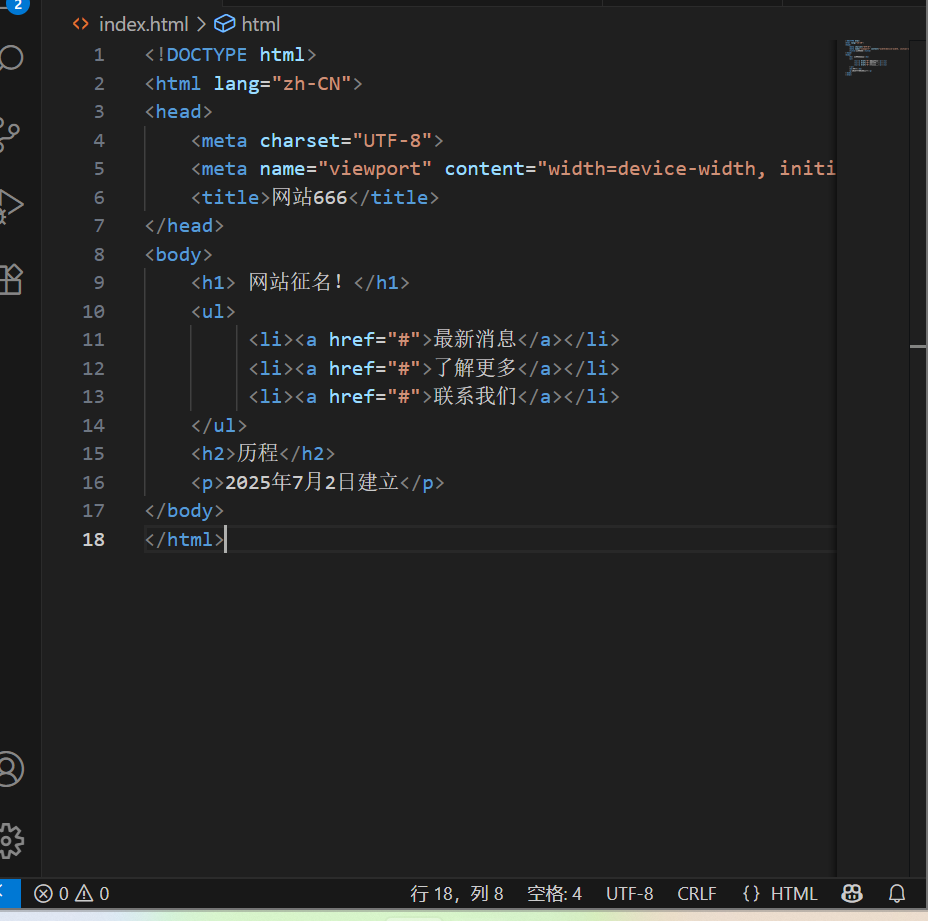 2
index.html > html
1 <!DOCTYPE html>
2 <html lang="zh-CN">
3 <head>
4     <meta charset="UTF-8">
5     <meta name="viewport" content="width=device-width, initi
6     <title>网站666</title>
7 </head>
8 <body>
9     <h1> 网站征名！</h1>
10     <ul>
11         <li><a href="#">最新消息</a></li>
12         <li><a href="#">了解更多</a></li>
13         <li><a href="#">联系我们</a></li>
14     </ul>
15     <h2>历程</h2>
16     <p>2025年7月2日建立</p>
17 </body>
18 </html>
0 0 行 18，列 8 空格: 4 UTF-8 CRLF {} HTML